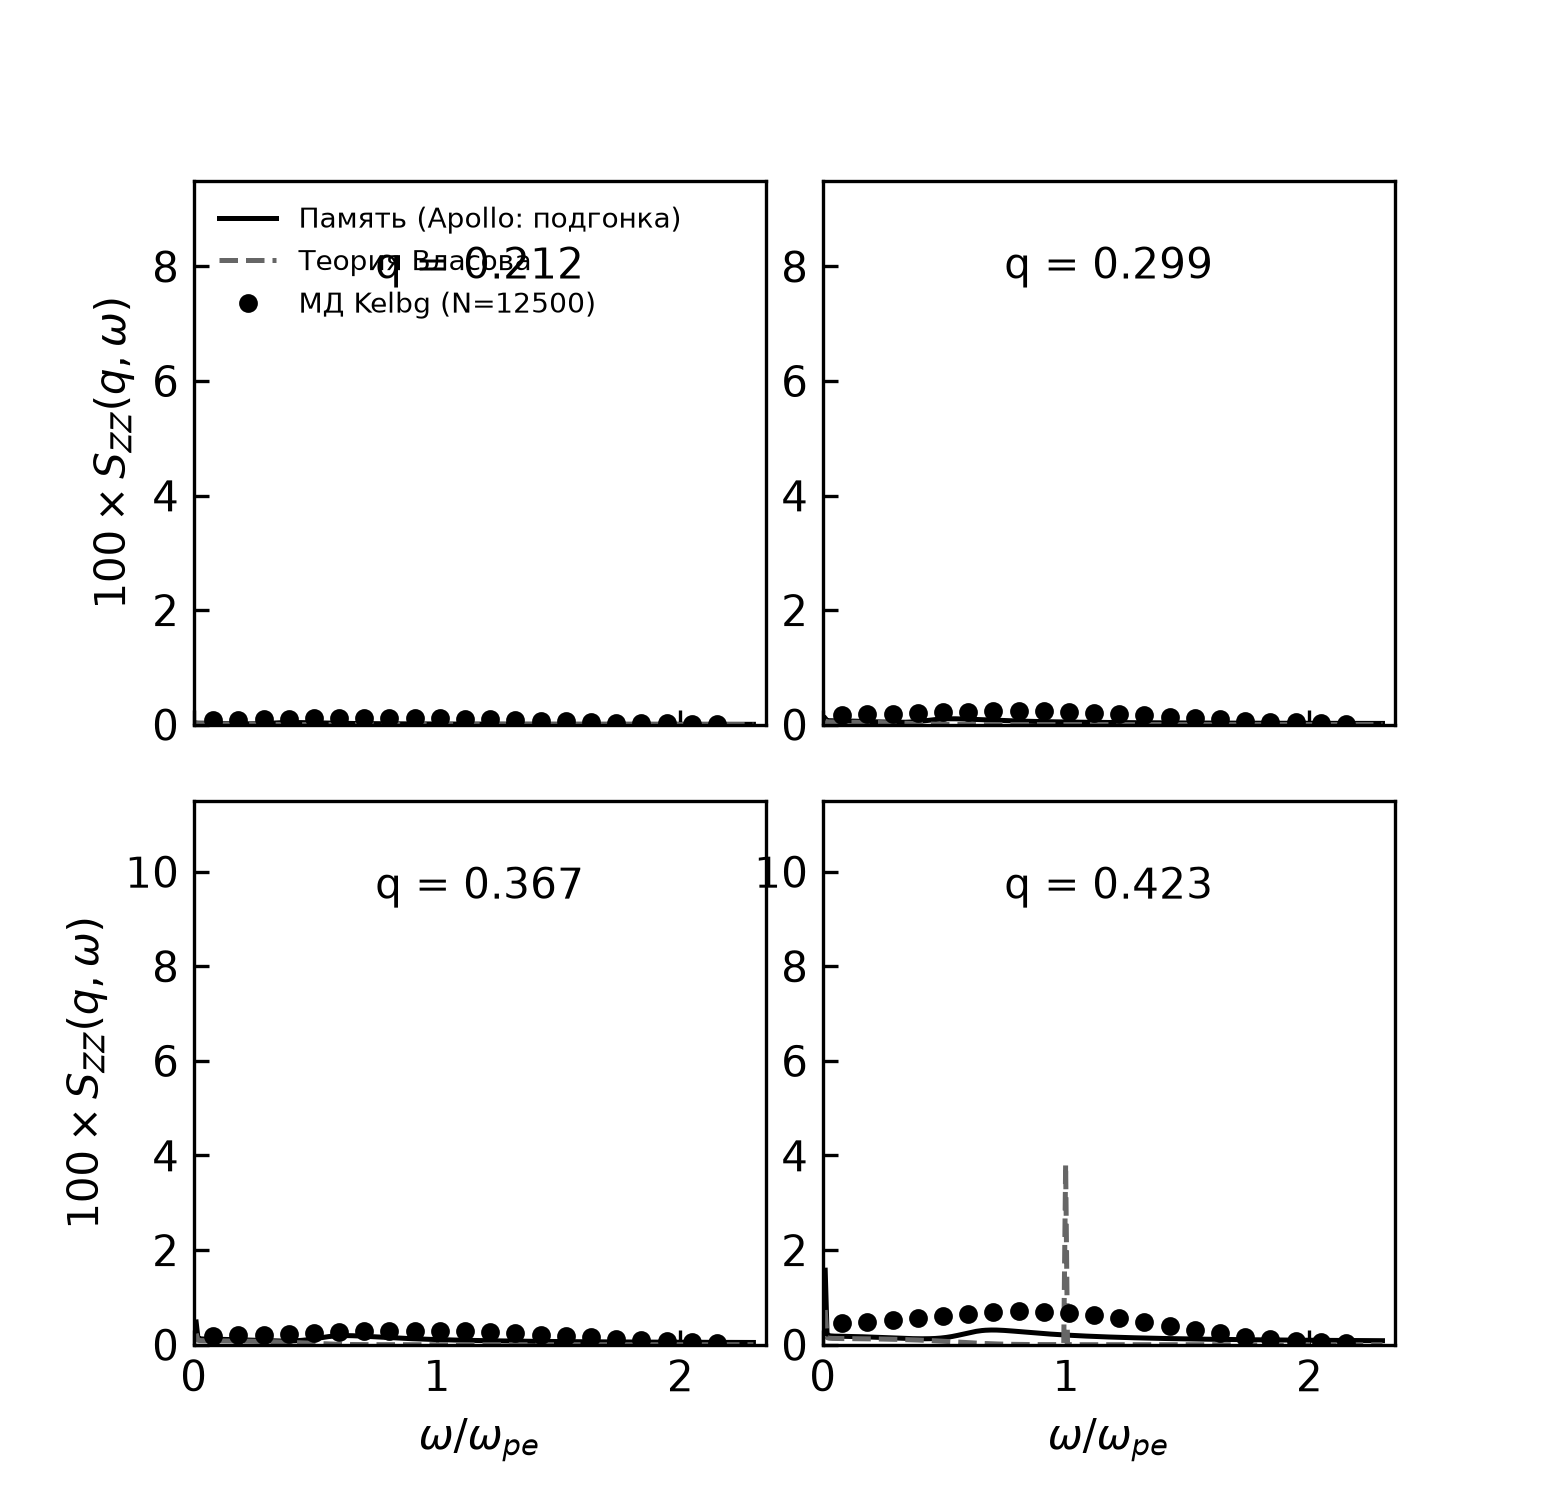 Память (Apollo: подгонка)
Теория Власова
q = 0.212
МД Kelbg (N=12500)
8
6
4
2
0
100 × S_ZZ(q, ω)
q = 0.299
8
6
4
2
0
q = 0.367
10
8
6
4
2
0
100 × S_ZZ(q, ω)
0 1 2
ω/ω_pe
q = 0.423
10
8
6
4
2
0
0 1 2
ω/ω_pe